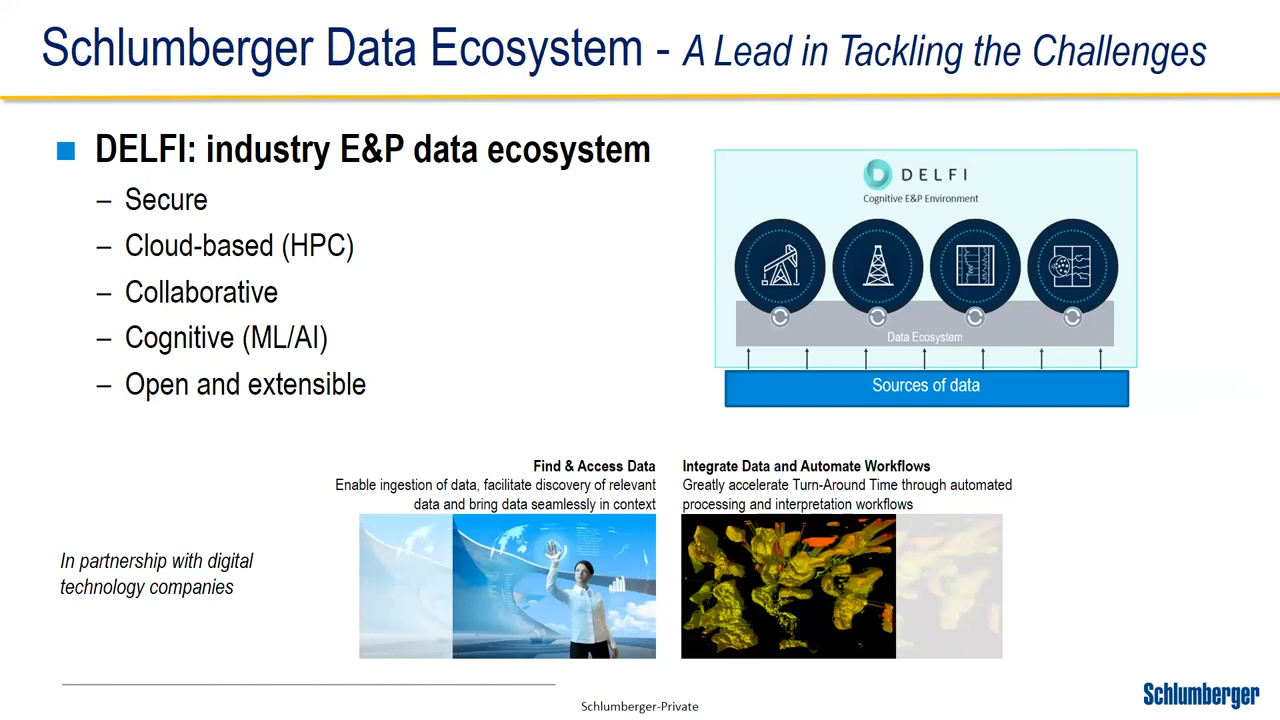 Schlumberger Data Ecosystem - A Lead in Tackling the Challenges
DELFI: industry E&P data ecosystem
– Secure
– Cloud-based (HPC)
– Collaborative
– Cognitive (ML/AI)
– Open and extensible
DELFI
Cognitive E&P Environment
Data Ecosystem
Sources of data
Find & Access Data
Enable ingestion of data, facilitate discovery of relevant
data and bring data seamlessly in context
Integrate Data and Automate Workflows
Greatly accelerate Turn-Around Time through automated
processing and interpretation workflows
In partnership with digital
technology companies
Schlumberger-Private
Schlumberger